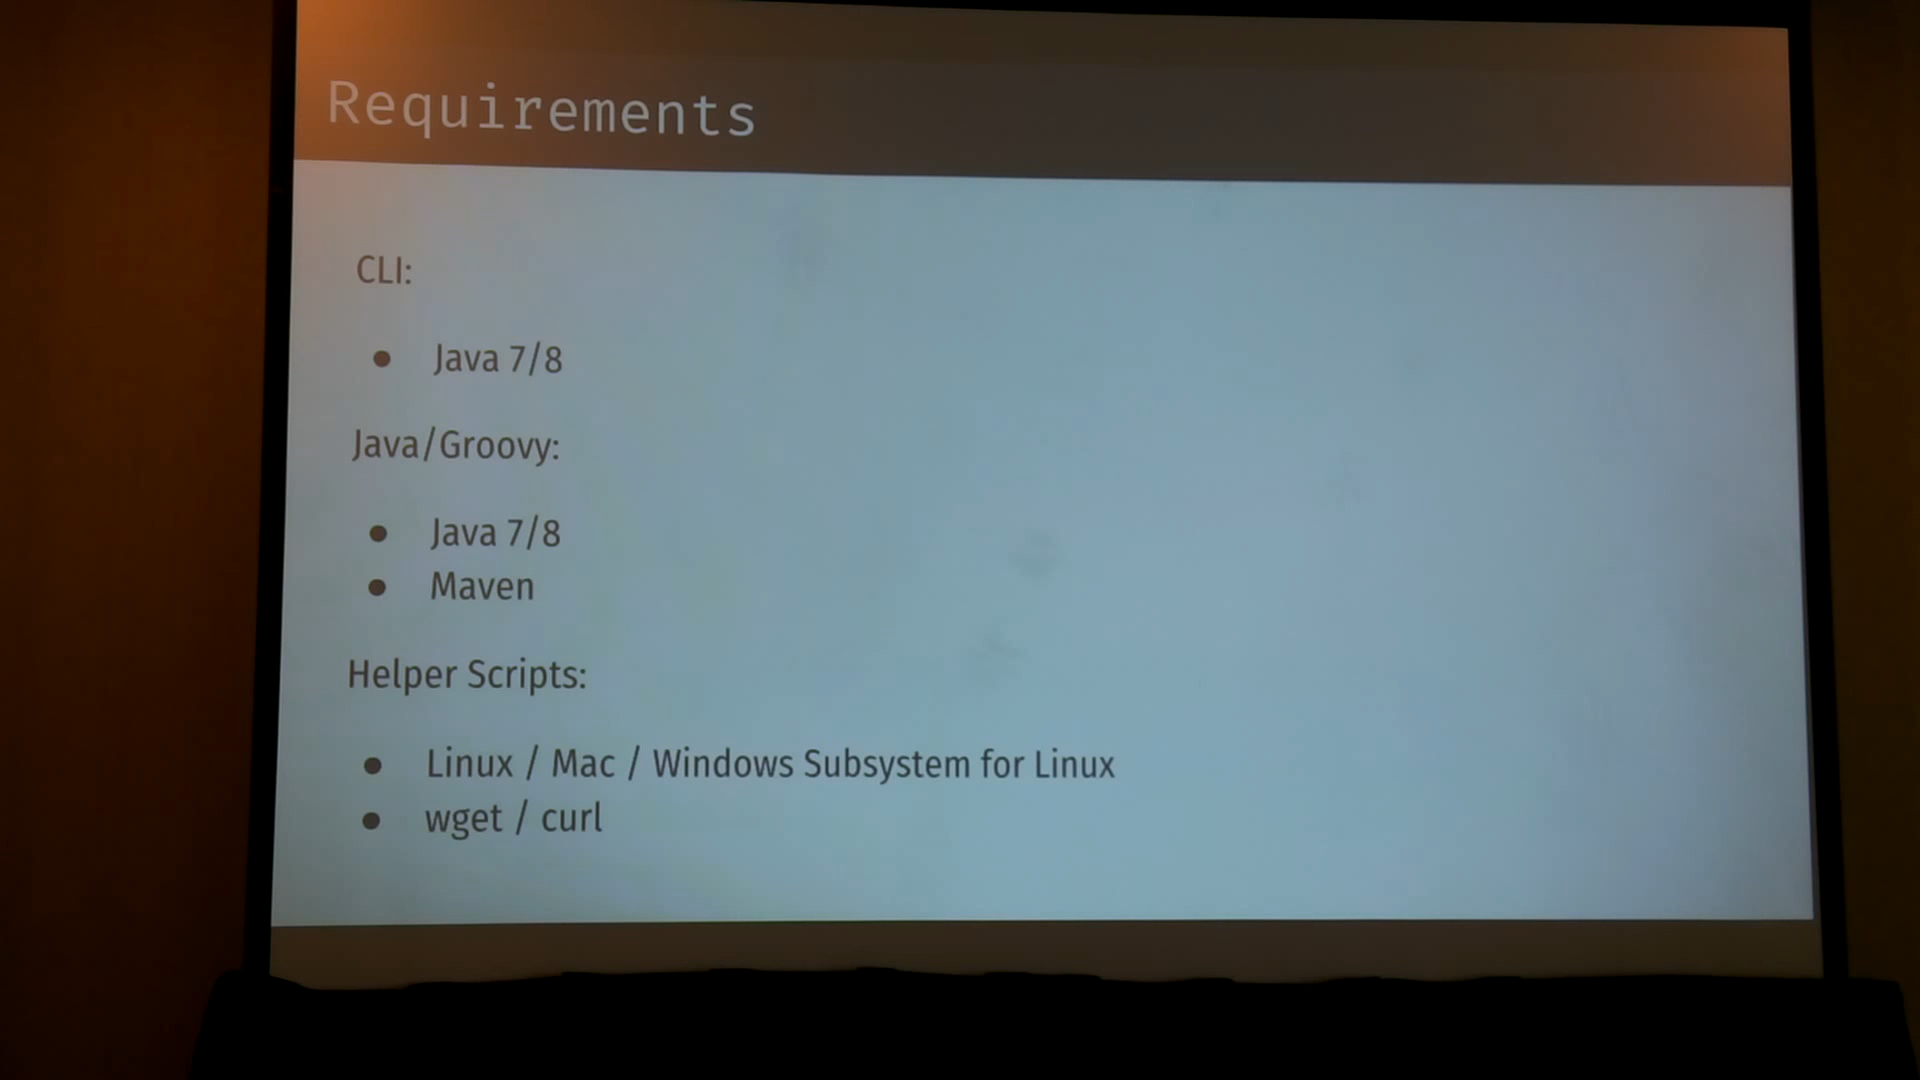 Requirements
CLI:
● Java 7/8
Java/Groovy:
● Java 7/8
● Maven
Helper Scripts:
● Linux / Mac / Windows Subsystem for Linux
● wget / curl